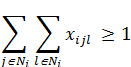 ∑_{j∈N_i} ∑_{l∈N_i} x_{ijl} ≥ 1